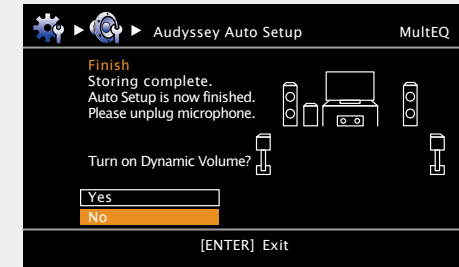 Audyssey Auto Setup MultEQ
Finish
Storing complete.
Auto Setup is now finished.
Please unplug microphone.
Turn on Dynamic Volume?
Yes
No
[ENTER] Exit